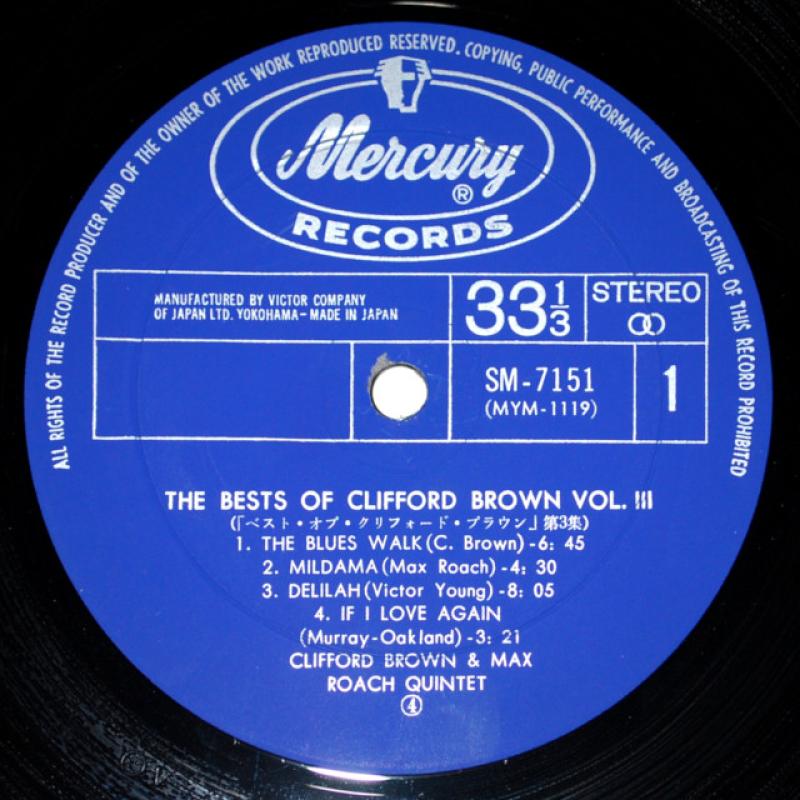 ALL RIGHTS OF THE RECORD PRODUCER AND OF THE OWNER OF THE WORK REPRODUCED RESERVED. COPYING, PUBLIC PERFORMANCE AND BROADCASTING OF THIS RECORD PROHIBITED
Mercury
®
RECORDS
MANUFACTURED BY VICTOR COMPANY
OF JAPAN LTD. YOKOHAMA-MADE IN JAPAN
33 1/3
STEREO
SM-7151
(MYM-1119)
1
THE BESTS OF CLIFFORD BROWN VOL. III
(「ベスト・オブ・クリフォード・ブラウン」第3集)
1. THE BLUES WALK (C. Brown) -6: 45
2. MILDAMA (Max Roach) -4: 30
3. DELILAH (Victor Young) -8: 05
4. IF I LOVE AGAIN
(Murray-Oakland) -3: 21
CLIFFORD BROWN & MAX
ROACH QUINTET
④